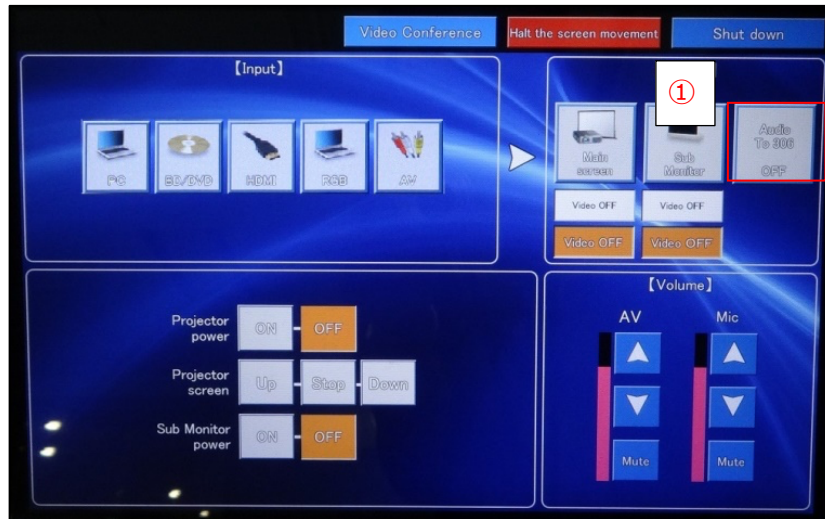 Video Conference
Halt the screen movement
Shut down
【Input】
PC
BD/DVD
HDMI
RGB
AV
①
Main
screen
Sub
Monitor
Audio
To 306
OFF
Video OFF
Video OFF
Video OFF
Video OFF
Projector
power
ON
OFF
Projector
screen
Up
Stop
Down
Sub Monitor
power
ON
OFF
【Volume】
AV
Mic
Mute
Mute